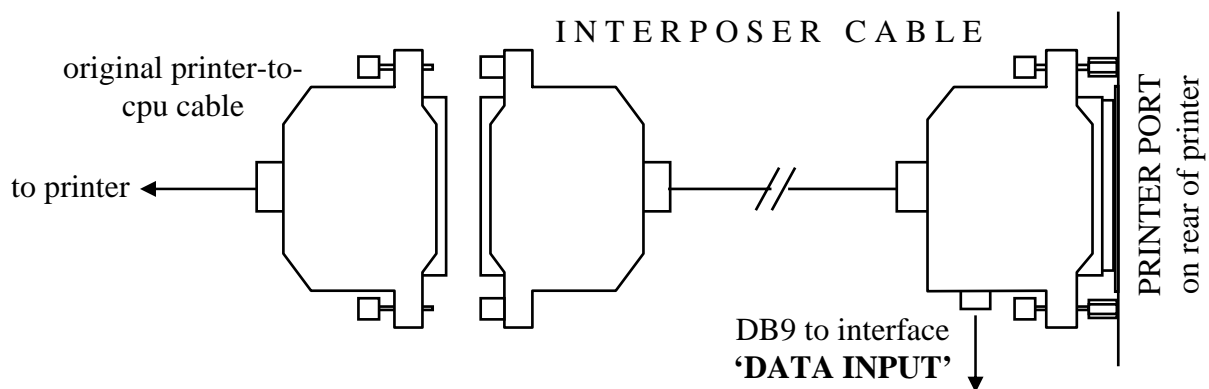 INTERPOSER CABLE
original printer-to-
cpu cable
to printer
PRINTER PORT
on rear of printer
DB9 to interface
‘DATA INPUT’